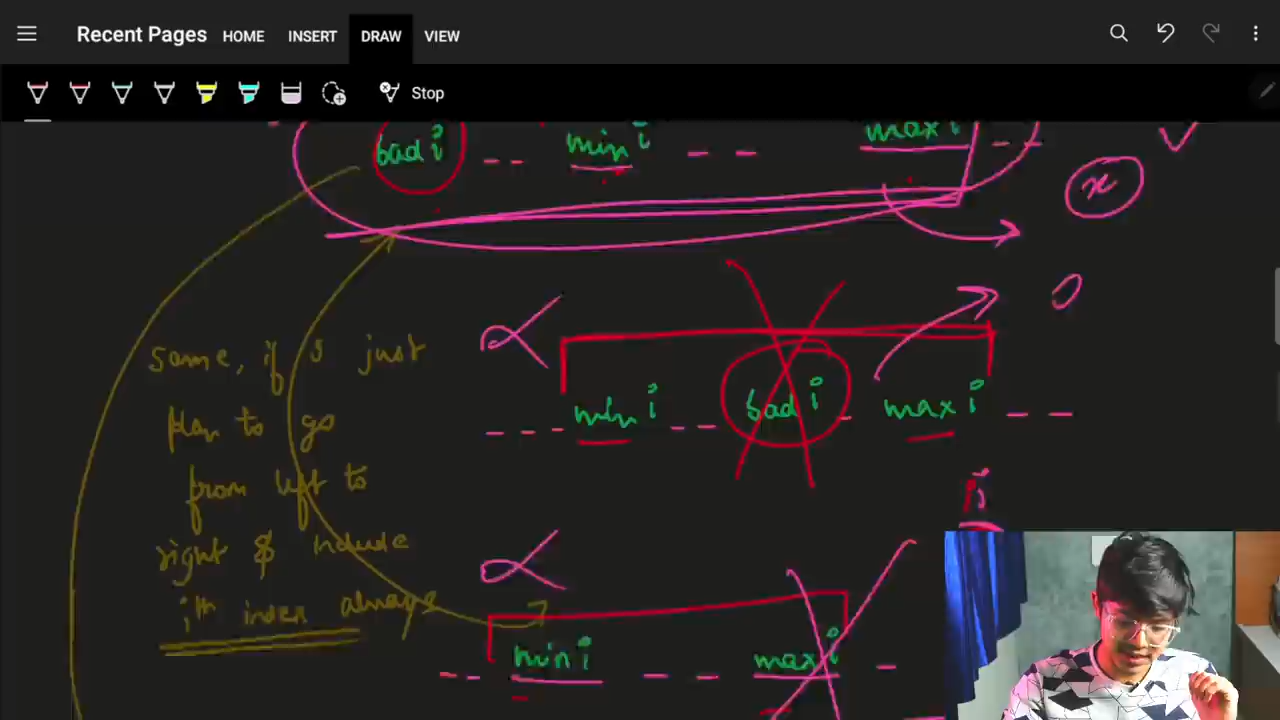 Recent Pages HOME INSERT DRAW VIEW
Stop
bad i -- min i -- max i --
x
0
--- min i -- bad i - max i --
same, if I just
plan to go
from left to
right & include
ith index always
i
-- min i -- max i -